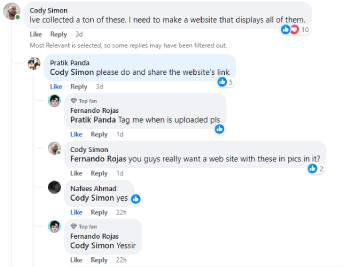 Cody Simon
Ive collected a ton of these. I need to make a website that displays all of them.
10
Like Reply 3d
Most Relevant is selected, so some replies may have been filtered out.
Pratik Panda
Cody Simon please do and share the website's link
5
Like Reply 3d
Top fan
Fernando Rojas
Pratik Panda Tag me when is uploaded pls
Like Reply 1d
Cody Simon
Fernando Rojas you guys really want a web site with these in pics in it?
2
Like Reply 1d
Nafees Ahmad
Cody Simon yes
Like Reply 22h
Top fan
Fernando Rojas
Cody Simon Yessir
Like Reply 22h